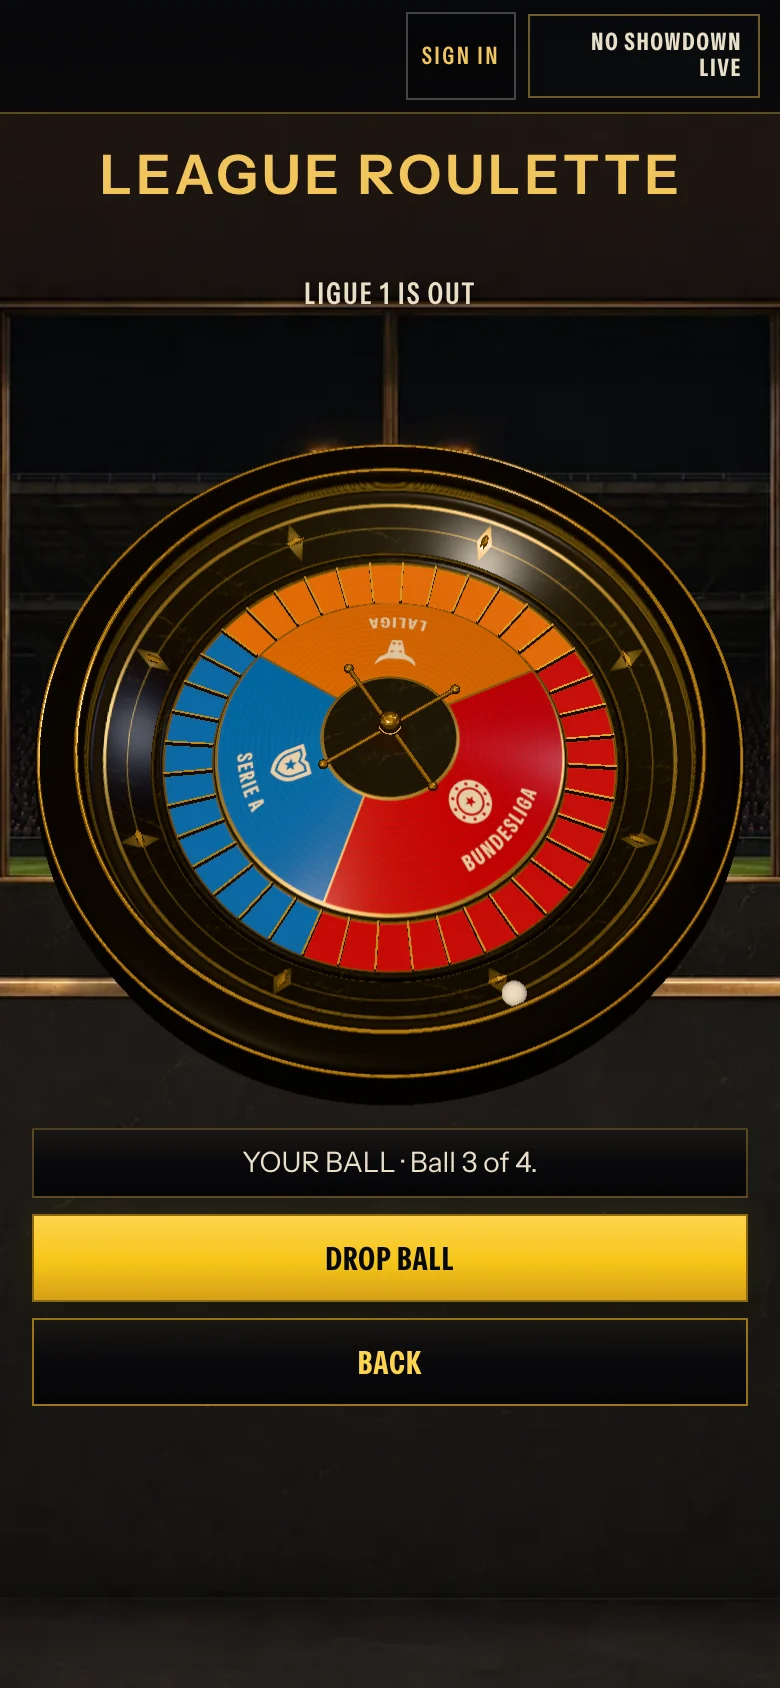 SIGN IN
NO SHOWDOWN
LIVE
LEAGUE ROULETTE
LIGUE 1 IS OUT
LALIGA
SERIE A
BUNDESLIGA
YOUR BALL · Ball 3 of 4.
DROP BALL
BACK